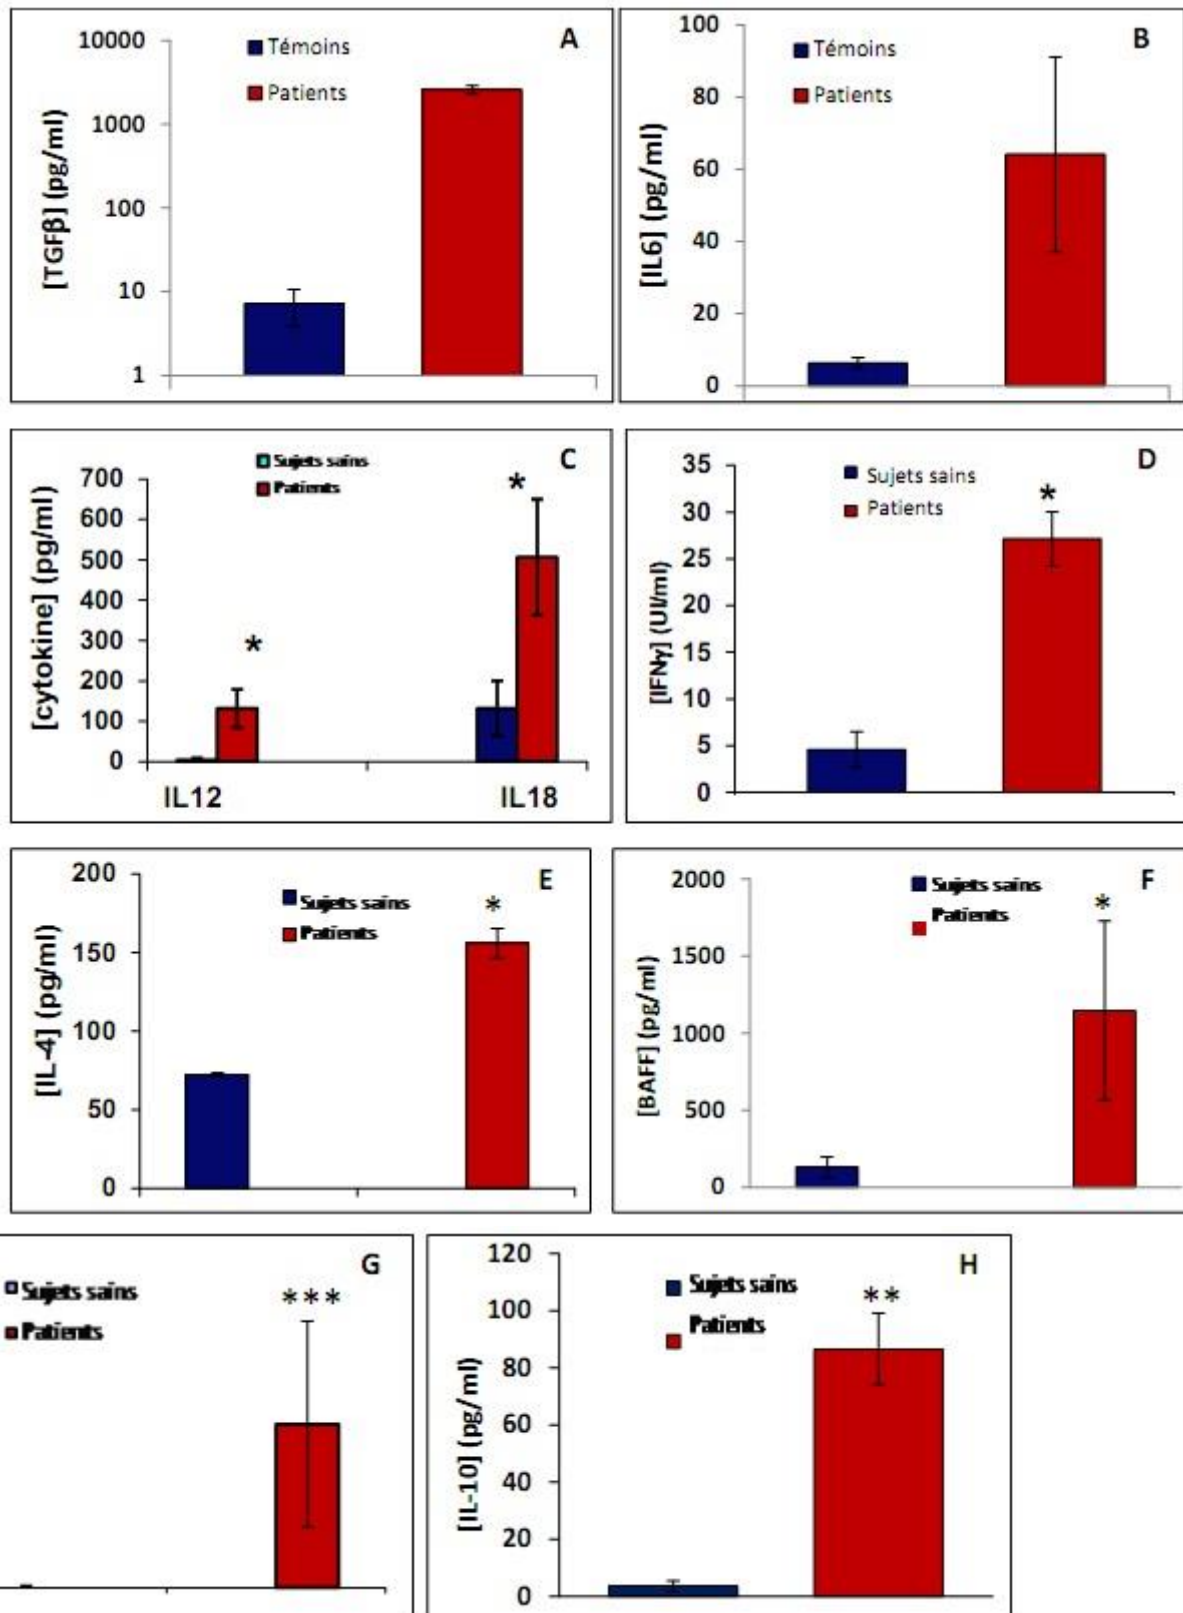 A
Témoins
Patients
[TGFβ] (pg/ml)
10000
1000
100
10
1
B
Témoins
Patients
[IL6] (pg/ml)
100
80
60
40
20
0
C
Sujets sains
Patients
[cytokine] (pg/ml)
700
600
500
400
300
200
100
0
*
*
IL12 IL18
D
Sujets sains
Patients
[IFNγ] (UI/ml)
35
30
25
20
15
10
5
0
*
E
Sujets sains
Patients
[IL-4] (pg/ml)
200
150
100
50
0
*
F
Sujets sains
Patients
[BAFF] (pg/ml)
2000
1500
1000
500
0
*
G
Sujets sains
Patients
***
H
Sujets sains
Patients
[IL-10] (pg/ml)
120
100
80
60
40
20
0
**